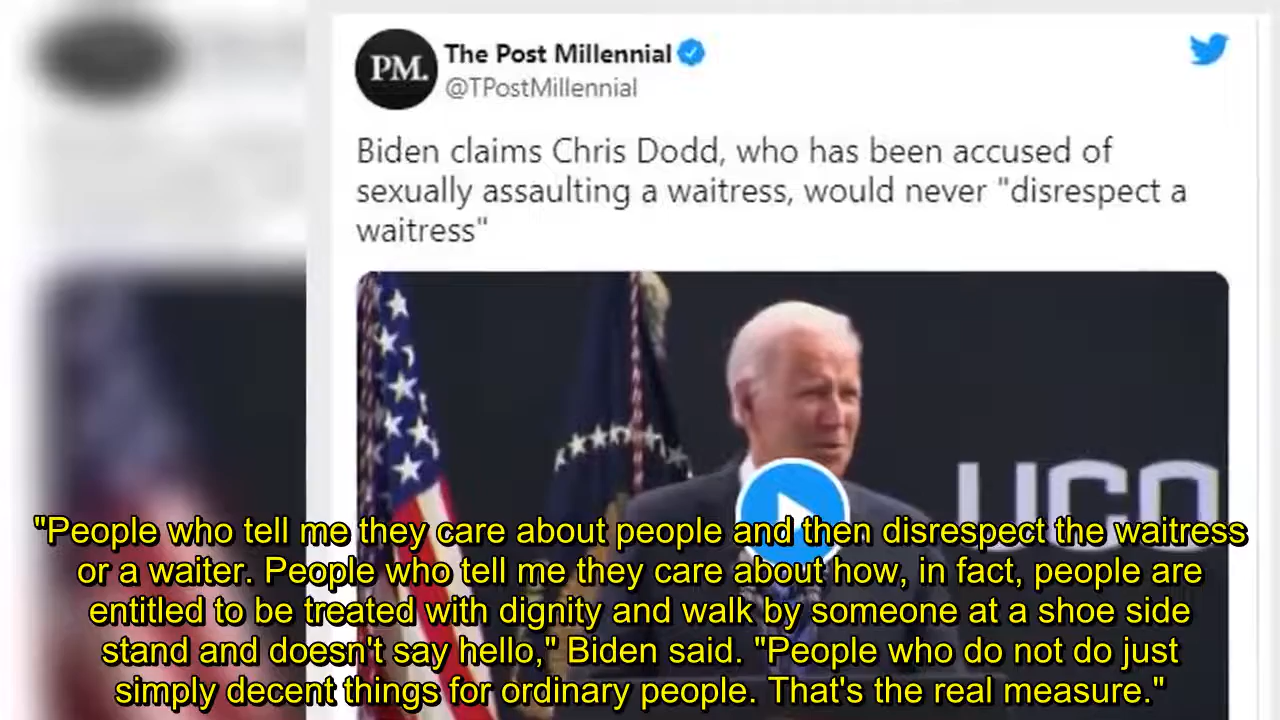 PM.
The Post Millennial
@TPostMillennial
Biden claims Chris Dodd, who has been accused of
sexually assaulting a waitress, would never "disrespect a
waitress"
UCO
"People who tell me they care about people and then disrespect the waitress
or a waiter. People who tell me they care about how, in fact, people are
entitled to be treated with dignity and walk by someone at a shoe side
stand and doesn't say hello," Biden said. "People who do not do just
simply decent things for ordinary people. That's the real measure."